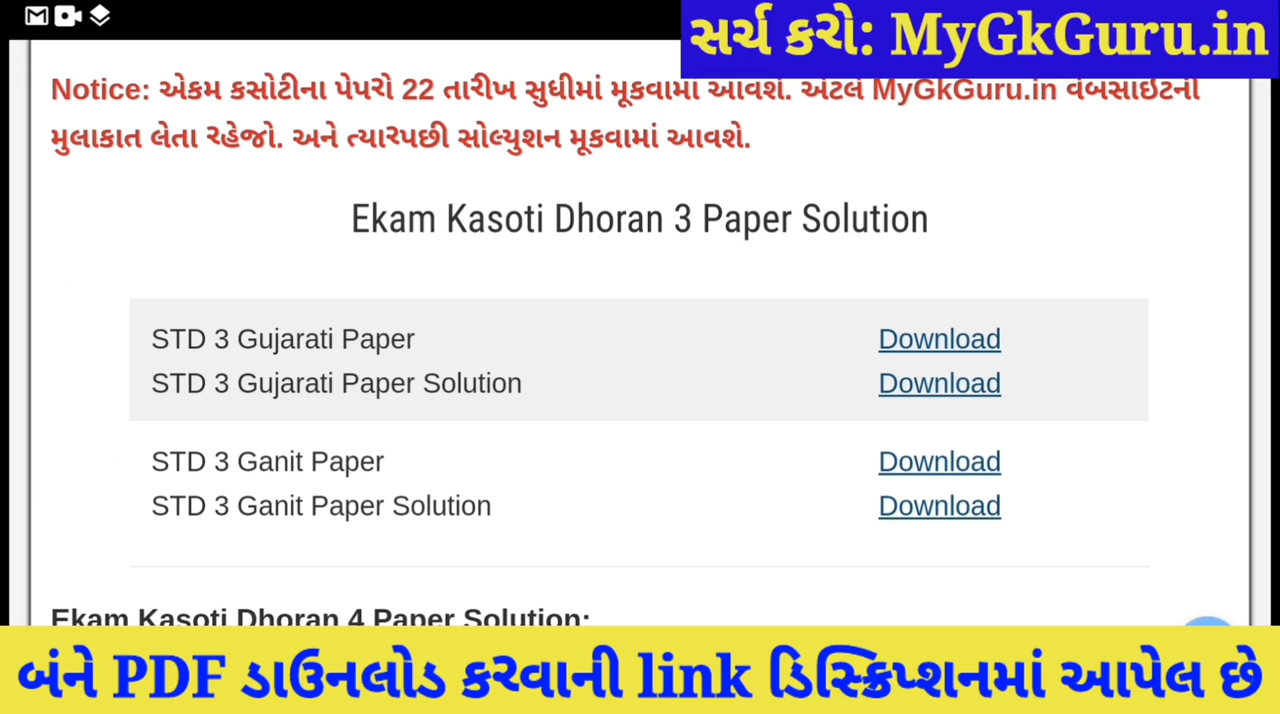 સર્ચ કરો: MyGkGuru.in
Notice: એકમ કસોટીના પેપરો 22 તારીખ સુધીમાં મૂકવામાં આવશે. એટલે MyGkGuru.in વેબસાઈટની
મુલાકાત લેતા રહેજો. અને ત્યારપછી સોલ્યુશન મૂકવામાં આવશે.
Ekam Kasoti Dhoran 3 Paper Solution
STD 3 Gujarati Paper Download
STD 3 Gujarati Paper Solution Download
STD 3 Ganit Paper Download
STD 3 Ganit Paper Solution Download
Ekam Kasoti Dhoran 4 Paper Solution:
બંને PDF ડાઉનલોડ કરવાની link ડિસ્ક્રિપ્શનમાં આપેલ છે